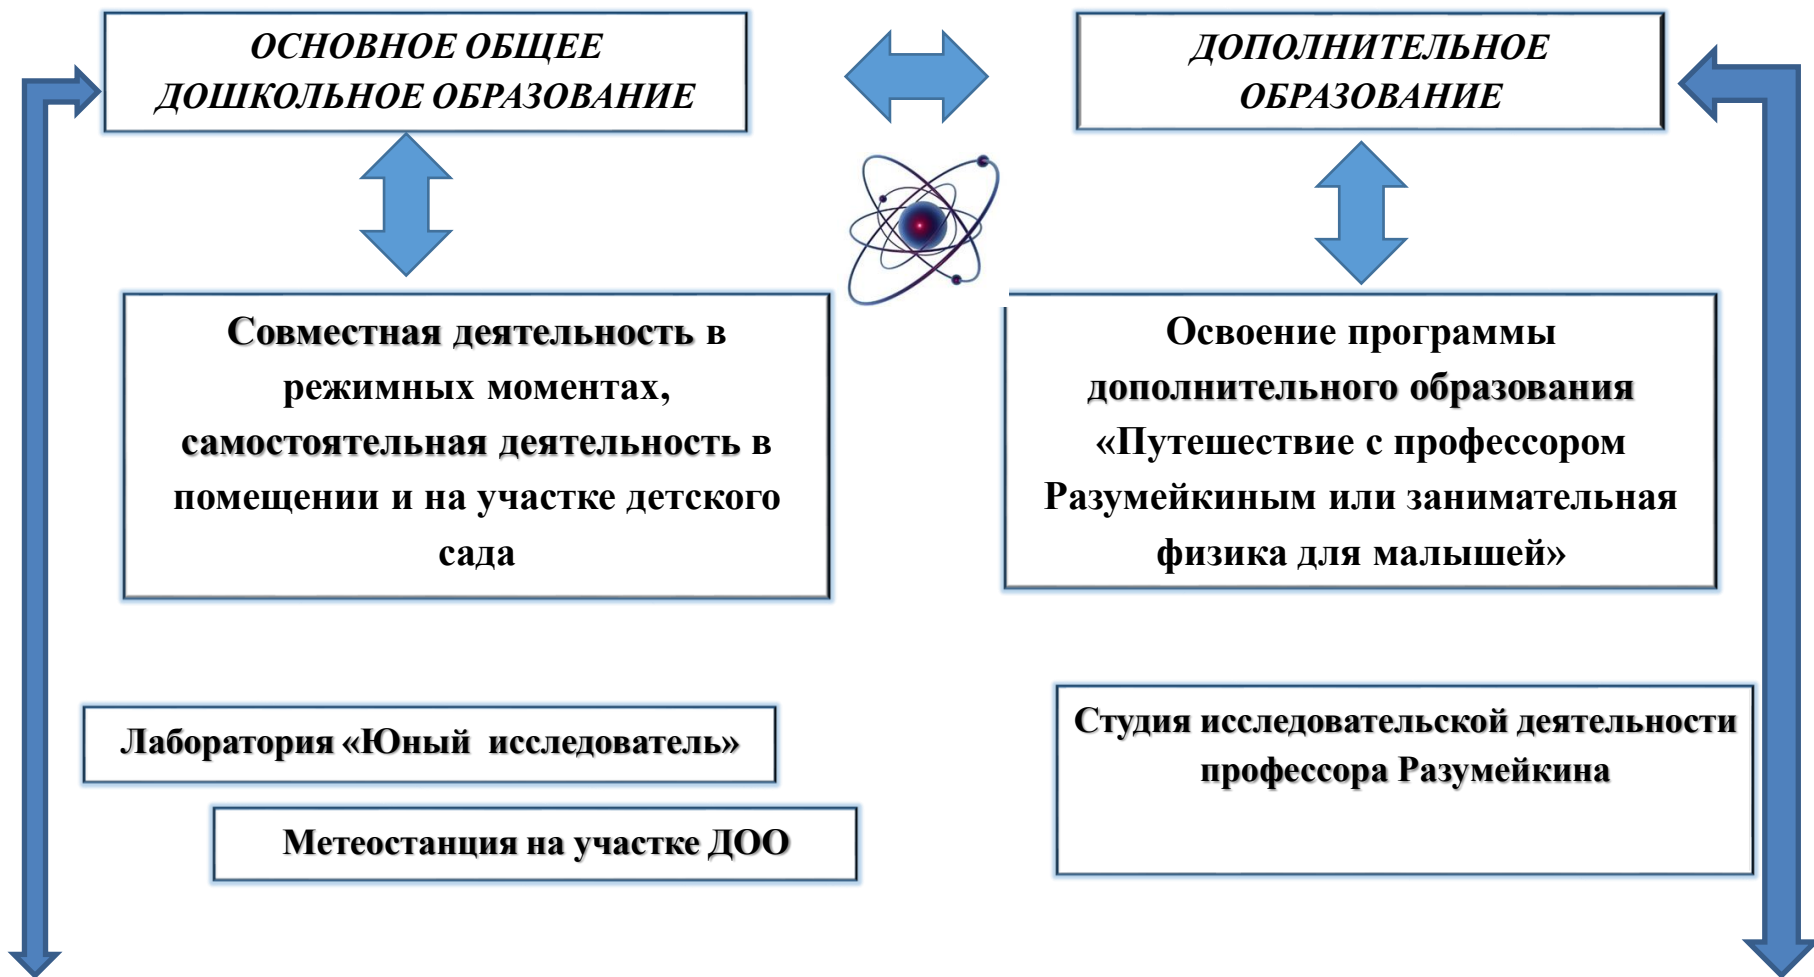 ОСНОВНОЕ ОБЩЕЕ
ДОШКОЛЬНОЕ ОБРАЗОВАНИЕ
ДОПОЛНИТЕЛЬНОЕ
ОБРАЗОВАНИЕ
Совместная деятельность в
режимных моментах,
самостоятельная деятельность в
помещении и на участке детского
сада
Освоение программы
дополнительного образования
«Путешествие с профессором
Разумейкиным или занимательная
физика для малышей»
Лаборатория «Юный исследователь»
Метеостанция на участке ДОО
Студия исследовательской деятельности
профессора Разумейкина